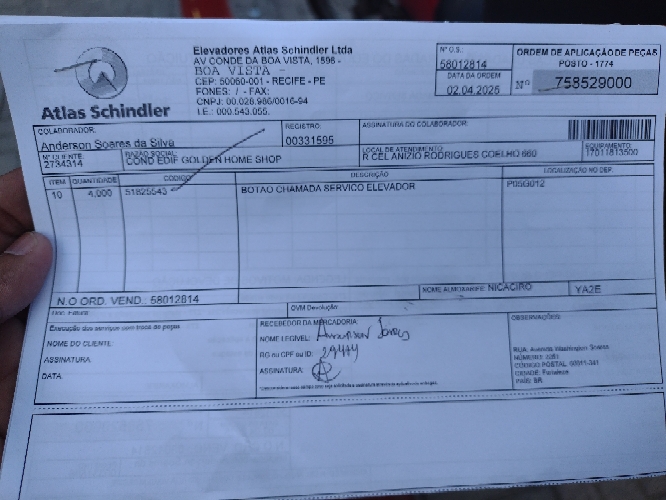 Elevadores Atlas Schindler Ltda
AV CONDE DA BOA VISTA, 1596 -
BOA VISTA -
CEP: 50060-001 - RECIFE - PE
FONES: / - FAX:
CNPJ: 00.028.986/0016-94
I.E.: 000.543.055.
Atlas Schindler
Nº O.S.:
58012814
DATA DA ORDEM
02.04.2025
ORDEM DE APLICAÇÃO DE PEÇAS
POSTO - 1774
Nº 758529000
COLABORADOR:
Anderson Soares da Silva
REGISTRO:
00331595
ASSINATURA DO COLABORADOR:
Nº CLIENTE:
2734314
RAZÃO SOCIAL:
COND EDIF GOLDEN HOME SHOP
LOCAL DE ATENDIMENTO:
R CEL ANIZIO RODRIGUES COELHO 660
EQUIPAMENTO:
17011813500
ITEM QUANTIDADE CÓDIGO DESCRIÇÃO LOCALIZAÇÃO NO DEP.
10 4,000 51825543 BOTAO CHAMADA SERVICO ELEVADOR P05G012
N.O ORD. VEND.: 58012814
NOME ALMOXARIFE: NICACIRO YA2E
OVM Devolução:
Execução dos serviços com troca de peças
NOME DO CLIENTE:
ASSINATURA:
DATA:
RECEBEDOR DA MERCADORIA:
NOME LEGÍVEL: Anderson Soares
RG ou CPF ou ID: 29444
ASSINATURA:
OBSERVAÇÕES:
RUA: Avenida Washington Soares
NÚMERO:
CÓDIGO POSTAL:
CIDADE: Fortaleza
PAÍS: BR